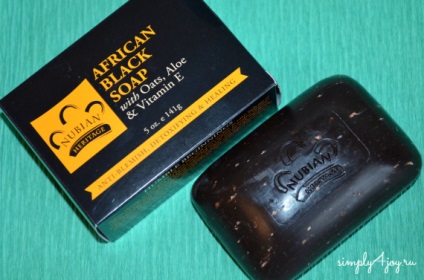 AFRICAN
BLACK
SOAP
with Oats, Aloe
& Vitamin E
5 oz. e 141g
NUBIAN
HERITAGE
ANTI-BLEMISH, DETOXIFYING & HEALING
NUBIAN
HERITAGE
simply4joy.ru